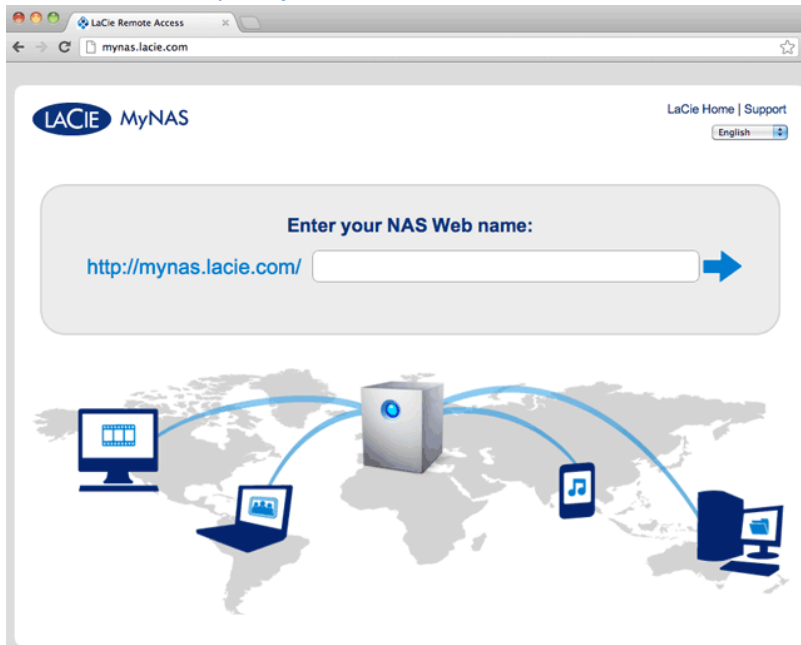 LaCie Remote Access
mynas.lacie.com
LACIE MyNAS
LaCie Home | Support
English
Enter your NAS Web name:
http://mynas.lacie.com/